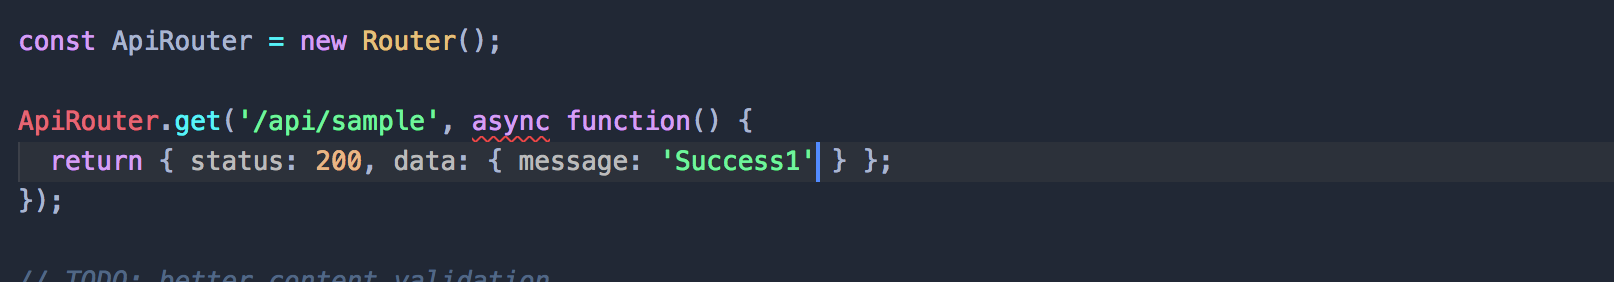 const ApiRouter = new Router();
ApiRouter.get('/api/sample', async function() {
return { status: 200, data: { message: 'Success1' } };
});
// TODO: better content validation